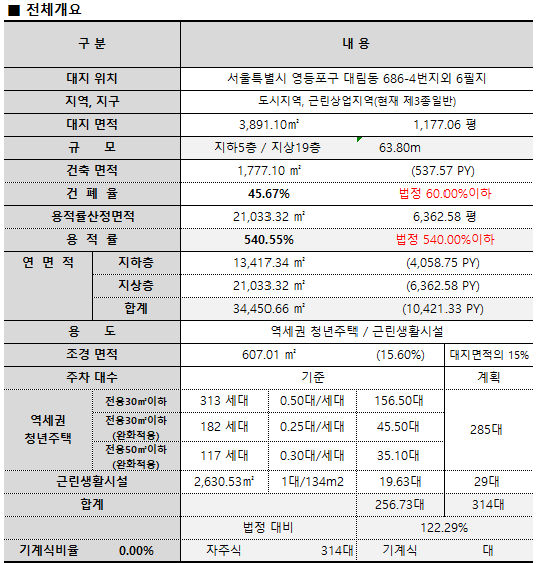 ■ 전체개요
구 분 내 용
대지 위치 서울특별시 영등포구 대림동 686-4번지외 6필지
지역, 지구 도시지역, 근린상업지역(현재 제3종일반)
대지 면적 3,891.10㎡ 1,177.06 평
규 모 지하5층 / 지상19층 63.80m
건축 면적 1,777.10 ㎡ (537.57 PY)
건 폐 율 45.67% 법정 60.00%이하
용적률산정면적 21,033.32 ㎡ 6,362.58 평
용 적 률 540.55% 법정 540.00%이하
연 면 적 지하층 13,417.34 ㎡ (4,058.75 PY)
지상층 21,033.32 ㎡ (6,362.58 PY)
합계 34,450.66 ㎡ (10,421.33 PY)
용 도 역세권 청년주택 / 근린생활시설
조경 면적 607.01 ㎡ (15.60%) 대지면적의 15%
주차 대수 기준 계획
역세권 청년주택 전용30㎡이하 313 세대 0.50대/세대 156.50대 285대
전용30㎡이하 (완화적용) 182 세대 0.25대/세대 45.50대
전용50㎡이하 (완화적용) 117 세대 0.30대/세대 35.10대
근린생활시설 2,630.53㎡ 1대/134m2 19.63대 29대
합계 256.73대 314대
법정 대비 122.29%
기계식비율 0.00% 자주식 314대 기계식 대